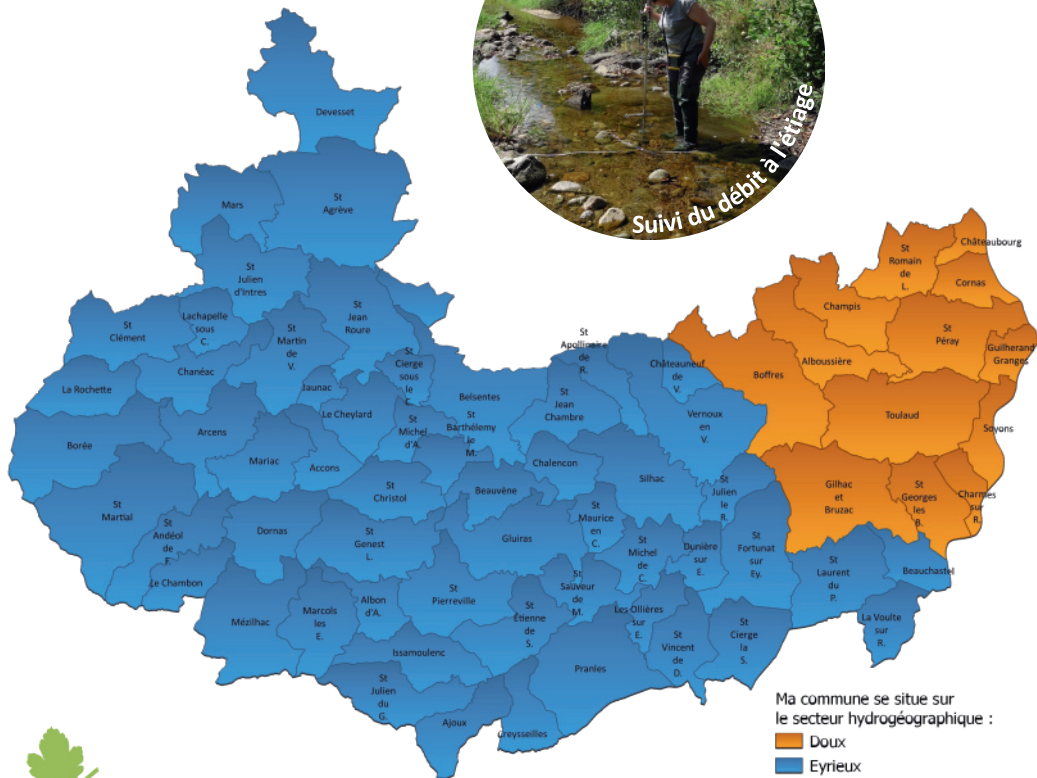 Suivi du débit à l'étiage
Devesset
Mars
St
Agrève
St
Julien
d'Intres
St
Clément
Lachapelle
sous
C.
St
Martin
de
V.
St
Jean
Roure
Chanéac
La Rochette
Jaunac
St
Cierge
sous
le
C.
Borée
Arcens
Le Cheylard
St
Michel
d'A.
Belsentes
St
Barthélemy
le
M.
St
Apollinaire
de
R.
St
Jean
Chambre
Châteauneuf
de
V.
Vernoux
en
V.
Mariac
Accons
St
Christol
Beauvène
Chalencon
Silhac
St
Julien
le
R.
St
Martial
St
Andéol
de
F.
Le Chambon
Dornas
St
Genest
L.
Gluiras
St
Maurice
en
C.
St
Michel
de
C.
Dunière
sur
E.
St
Fortunat
sur
Ey.
St
Laurent
du
P.
Beauchastel
La Voulte
sur
R.
Mézilhac
Marcols
les
E.
Albon
d'A.
St
Pierreville
St
Étienne
de
S.
St
Sauveur
de
M.
Les Ollières
sur
E.
St
Vincent
de
D.
St
Cierge
la
S.
Issamoulenc
St
Julien
du
G.
Ajoux
Creysseilles
Pranles
St
Romain
de
L.
Châteaubourg
Cornas
Champis
St
Péray
Guilherand
Granges
Boffres
Alboussière
Toulaud
Soyons
Gilhac
et
Bruzac
St
Georges
les
B.
Charmes
sur
R.
Ma commune se situe sur
le secteur hydrogéographique :
Doux
Eyrieux